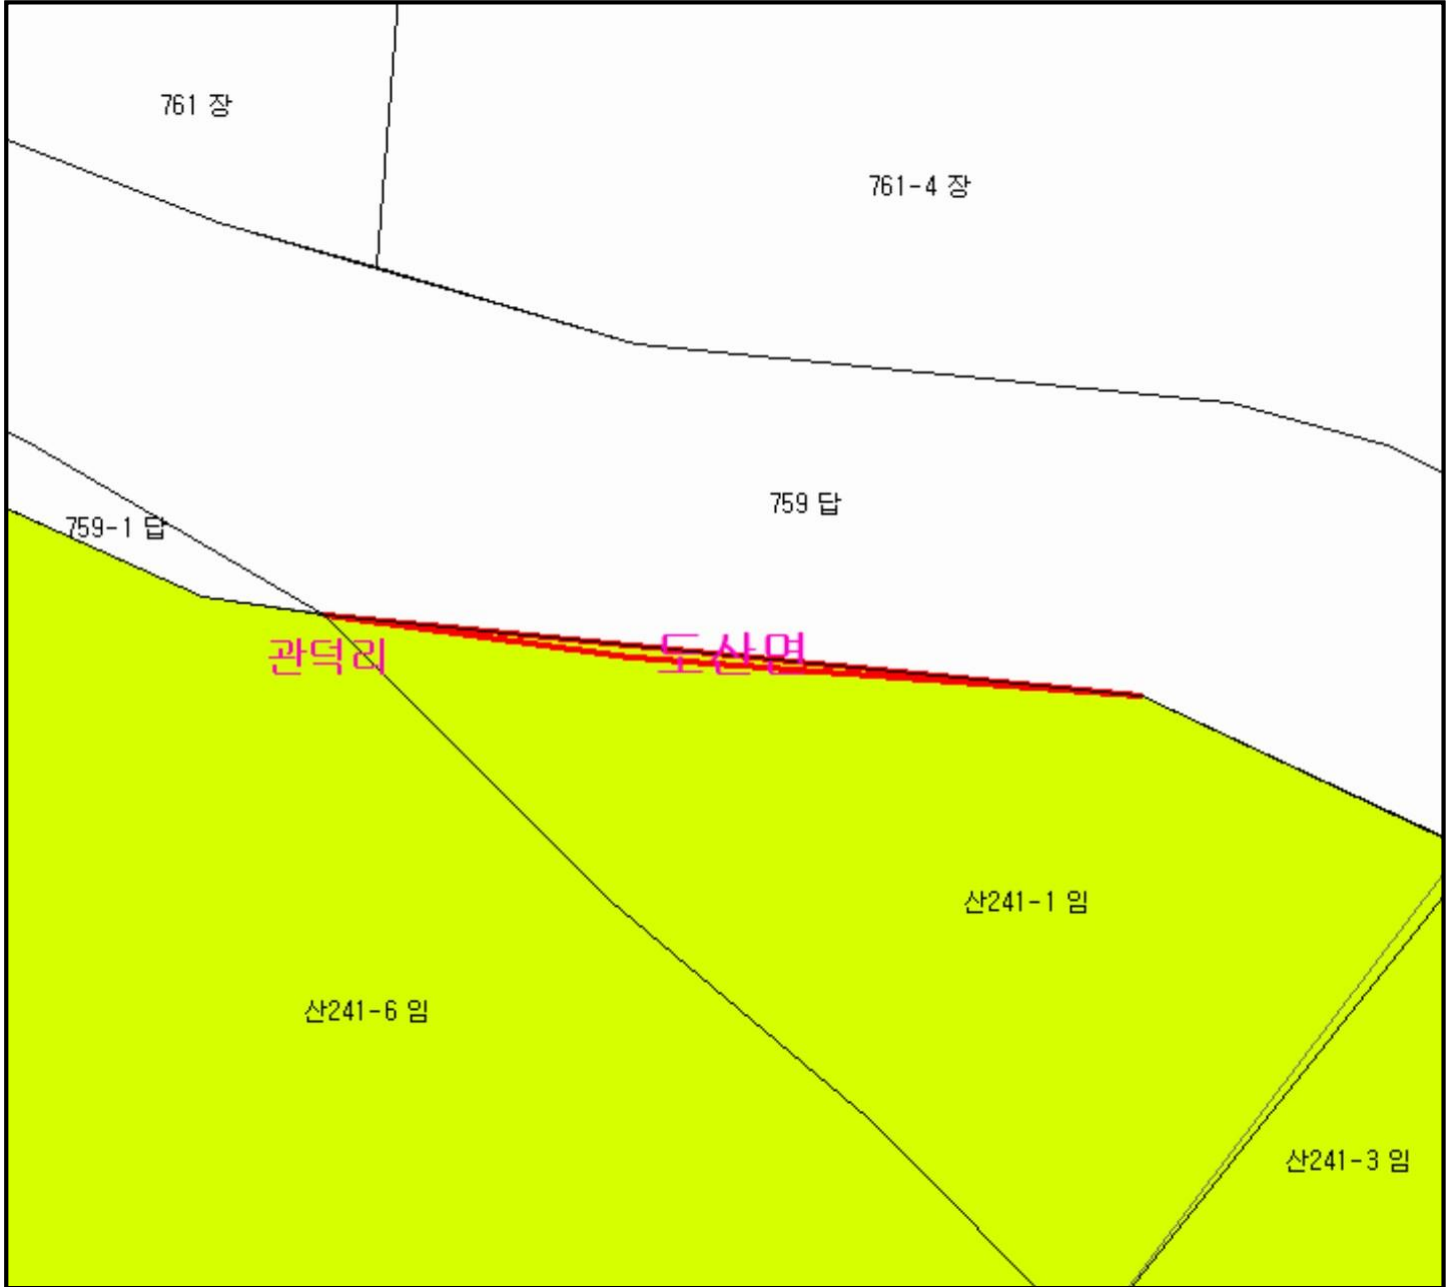 761 장
761-4 장
759 답
759-1 답
관덕리
도산면
산241-1 임
산241-6 임
산241-3 임